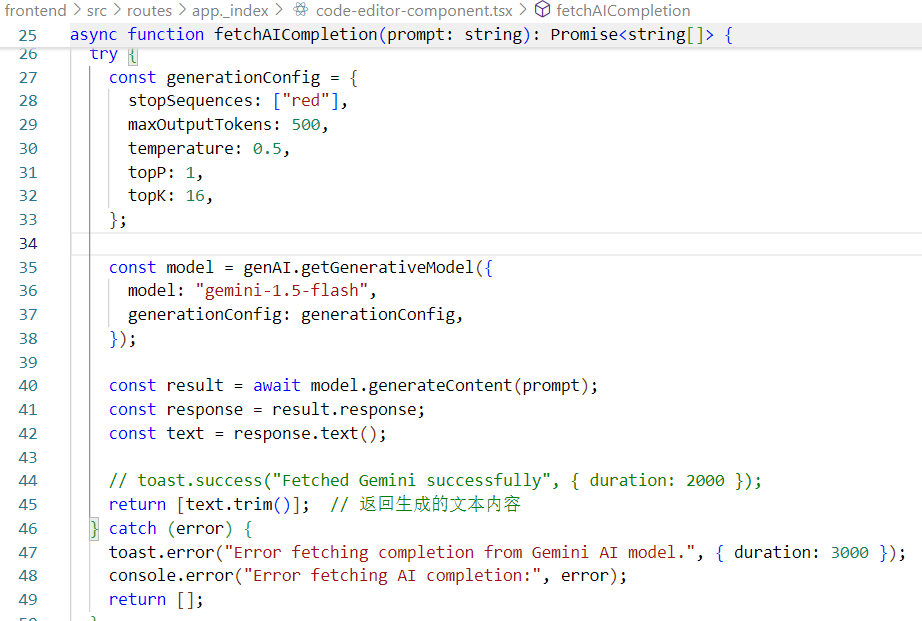 frontend > src > routes > app._index > code-editor-component.tsx > fetchAICompletion
25 async function fetchAICompletion(prompt: string): Promise<string[]> {
26 try {
27 const generationConfig = {
28 stopSequences: ["red"],
29 maxOutputTokens: 500,
30 temperature: 0.5,
31 topP: 1,
32 topK: 16,
33 };
34
35 const model = genAI.getGenerativeModel({
36 model: "gemini-1.5-flash",
37 generationConfig: generationConfig,
38 });
39
40 const result = await model.generateContent(prompt);
41 const response = result.response;
42 const text = response.text();
43
44 // toast.success("Fetched Gemini successfully", { duration: 2000 });
45 return [text.trim()]; // 返回生成的文本内容
46 } catch (error) {
47 toast.error("Error fetching completion from Gemini AI model.", { duration: 3000 });
48 console.error("Error fetching AI completion:", error);
49 return [];